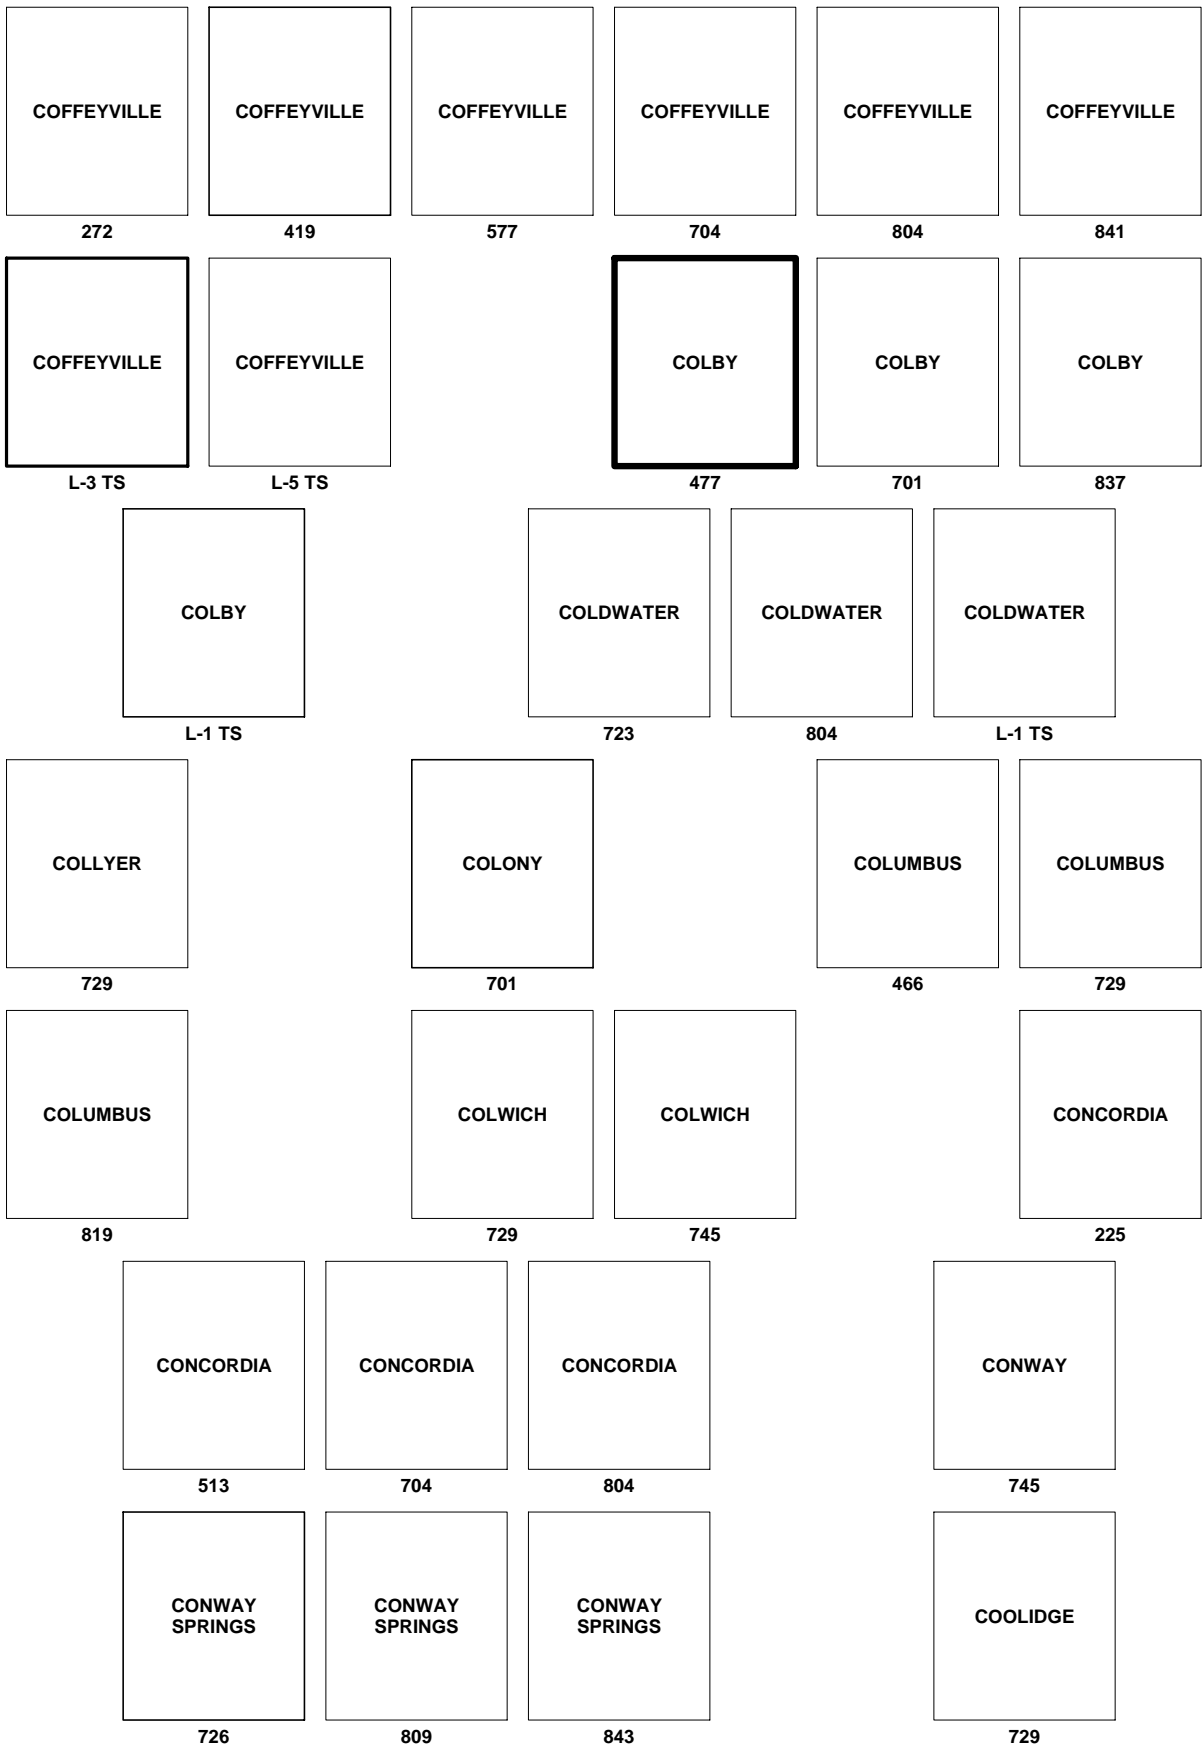 COFFEYVILLE COFFEYVILLE COFFEYVILLE COFFEYVILLE COFFEYVILLE COFFEYVILLE
272 419 577 704 804 841
COFFEYVILLE COFFEYVILLE COLBY COLBY COLBY
L-3 TS L-5 TS 477 701 837
COLBY COLDWATER COLDWATER COLDWATER
L-1 TS 723 804 L-1 TS
COLLYER COLONY COLUMBUS COLUMBUS
729 701 466 729
COLUMBUS COLWICH COLWICH CONCORDIA
819 729 745 225
CONCORDIA CONCORDIA CONCORDIA CONWAY
513 704 804 745
CONWAY CONWAY CONWAY COOLIDGE
SPRINGS SPRINGS SPRINGS
726 809 843 729